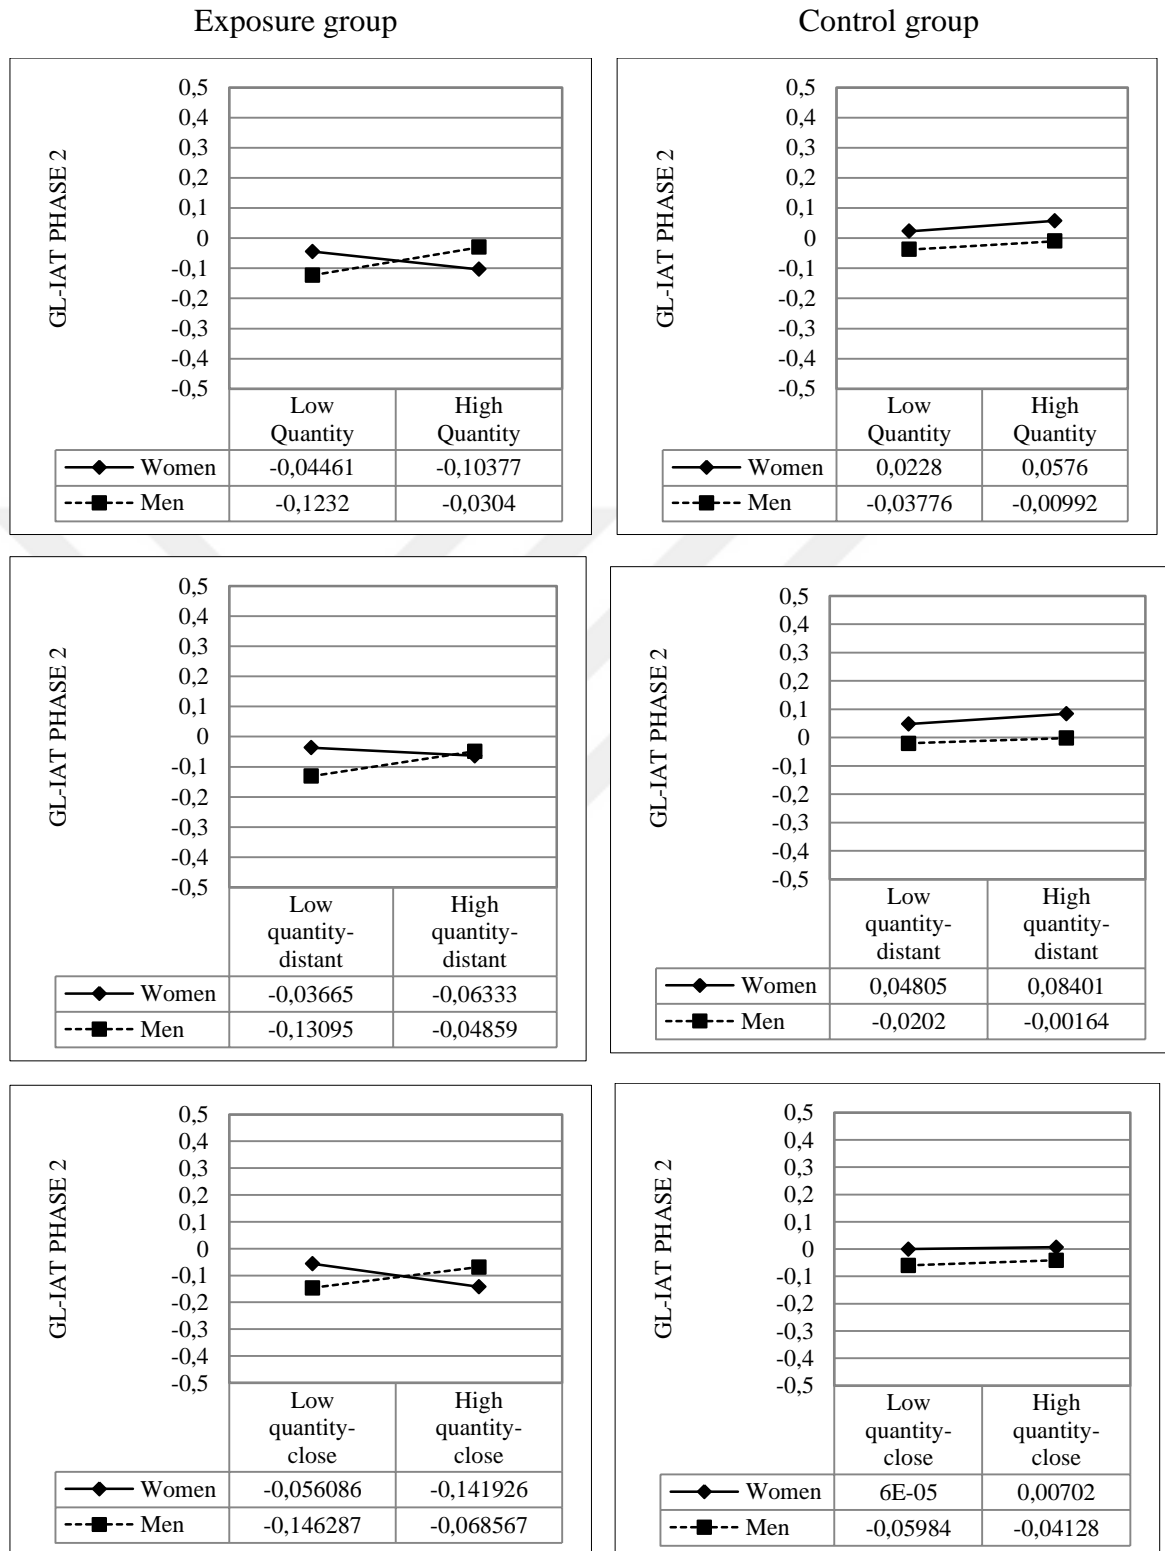 Exposure group
Control group
GL-IAT PHASE 2
0,5
0,4
0,3
0,2
0,1
0
-0,1
-0,2
-0,3
-0,4
-0,5
Low Quantity High Quantity
Women -0,04461 -0,10377
Men -0,1232 -0,0304
GL-IAT PHASE 2
0,5
0,4
0,3
0,2
0,1
0
-0,1
-0,2
-0,3
-0,4
-0,5
Low Quantity High Quantity
Women 0,0228 0,0576
Men -0,03776 -0,00992
GL-IAT PHASE 2
0,5
0,4
0,3
0,2
0,1
0
-0,1
-0,2
-0,3
-0,4
-0,5
Low quantity-distant High quantity-distant
Women -0,03665 -0,06333
Men -0,13095 -0,04859
GL-IAT PHASE 2
0,5
0,4
0,3
0,2
0,1
0
-0,1
-0,2
-0,3
-0,4
-0,5
Low quantity-distant High quantity-distant
Women 0,04805 0,08401
Men -0,0202 -0,00164
GL-IAT PHASE 2
0,5
0,4
0,3
0,2
0,1
0
-0,1
-0,2
-0,3
-0,4
-0,5
Low quantity-close High quantity-close
Women -0,056086 -0,141926
Men -0,146287 -0,068567
GL-IAT PHASE 2
0,5
0,4
0,3
0,2
0,1
0
-0,1
-0,2
-0,3
-0,4
-0,5
Low quantity-close High quantity-close
Women 6E-05 0,00702
Men -0,05984 -0,04128